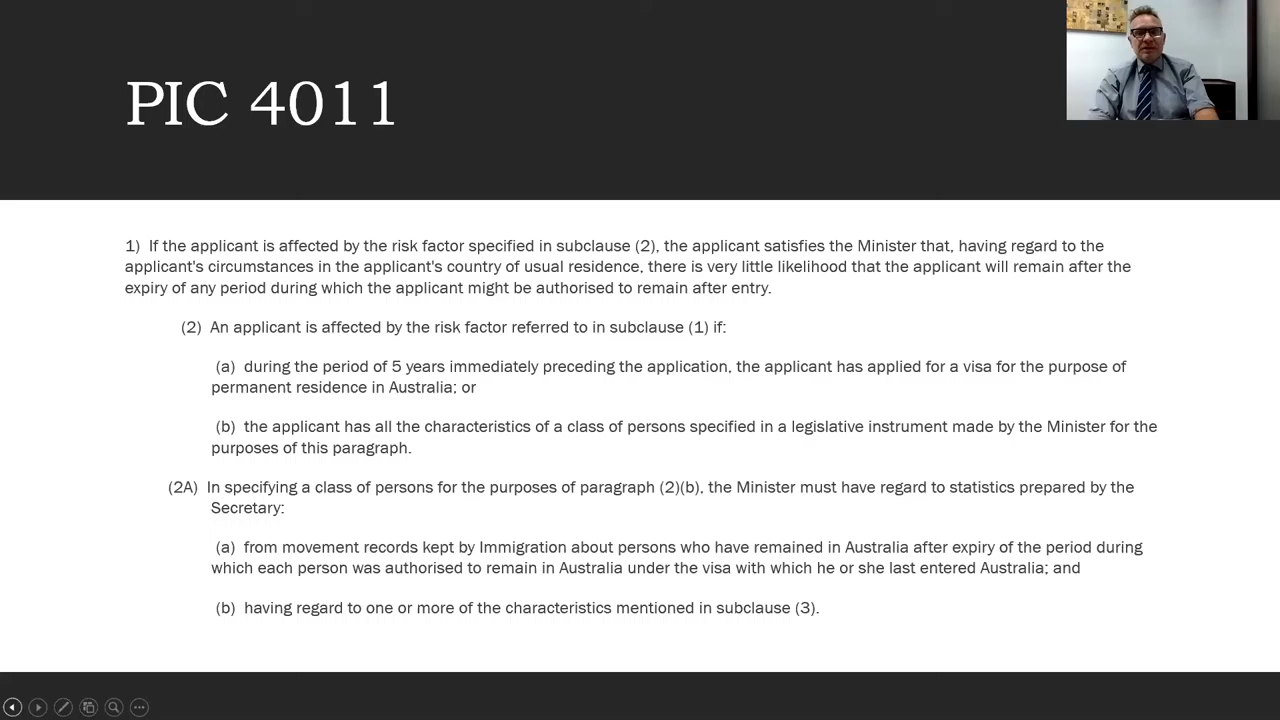 PIC 4011
1) If the applicant is affected by the risk factor specified in subclause (2), the applicant satisfies the Minister that, having regard to the
applicant's circumstances in the applicant's country of usual residence, there is very little likelihood that the applicant will remain after the
expiry of any period during which the applicant might be authorised to remain after entry.
(2) An applicant is affected by the risk factor referred to in subclause (1) if:
(a) during the period of 5 years immediately preceding the application, the applicant has applied for a visa for the purpose of
permanent residence in Australia; or
(b) the applicant has all the characteristics of a class of persons specified in a legislative instrument made by the Minister for the
purposes of this paragraph.
(2A) In specifying a class of persons for the purposes of paragraph (2)(b), the Minister must have regard to statistics prepared by the
Secretary:
(a) from movement records kept by Immigration about persons who have remained in Australia after expiry of the period during
which each person was authorised to remain in Australia under the visa with which he or she last entered Australia; and
(b) having regard to one or more of the characteristics mentioned in subclause (3).